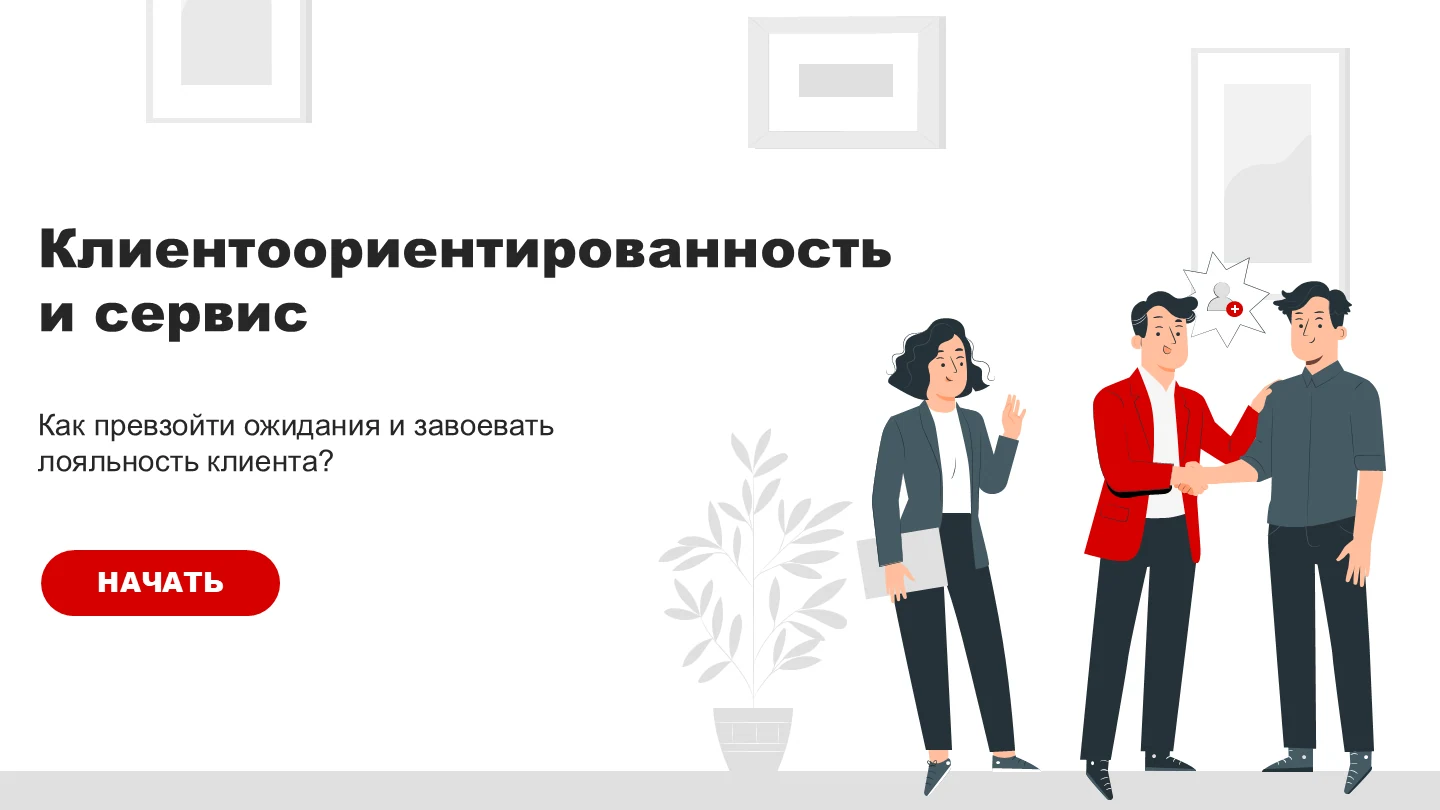 Клиентоориентированность
и сервис
Как превзойти ожидания и завоевать
лояльность клиента?
НАЧАТЬ